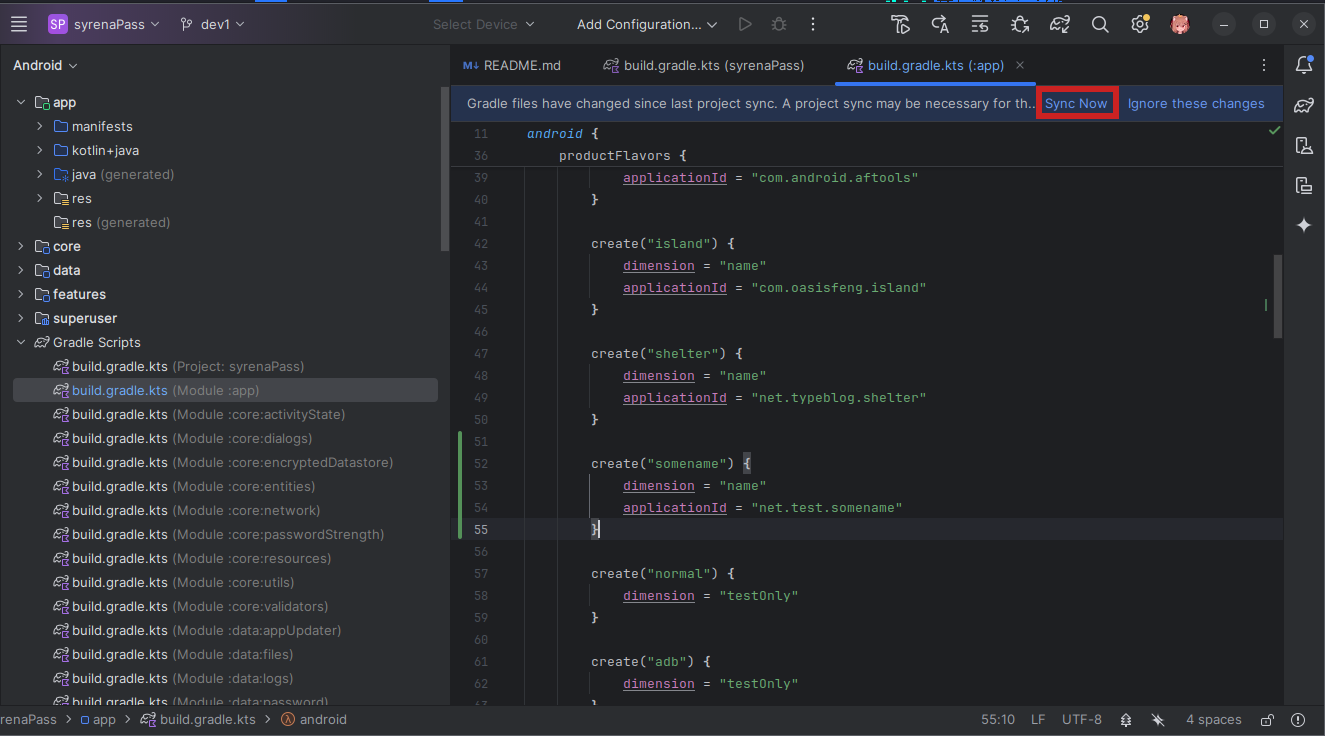 SP syrenaPass dev1 Select Device Add Configuration...
Android
app
manifests
kotlin+java
java (generated)
res
res (generated)
core
data
features
superuser
Gradle Scripts
build.gradle.kts (Project: syrenaPass)
build.gradle.kts (Module :app)
build.gradle.kts (Module :core:activityState)
build.gradle.kts (Module :core:dialogs)
build.gradle.kts (Module :core:encryptedDatastore)
build.gradle.kts (Module :core:entities)
build.gradle.kts (Module :core:network)
build.gradle.kts (Module :core:passwordStrength)
build.gradle.kts (Module :core:resources)
build.gradle.kts (Module :core:utils)
build.gradle.kts (Module :core:validators)
build.gradle.kts (Module :data:appUpdater)
build.gradle.kts (Module :data:files)
build.gradle.kts (Module :data:logs)
build.gradle.kts (Module :data:password)
M↓ README.md build.gradle.kts (syrenaPass) build.gradle.kts (:app)
Gradle files have changed since last project sync. A project sync may be necessary for th... Sync Now Ignore these changes
11 android {
36 productFlavors {
39 applicationId = "com.android.aftools"
40 }
41
42 create("island") {
43 dimension = "name"
44 applicationId = "com.oasisfeng.island"
45 }
46
47 create("shelter") {
48 dimension = "name"
49 applicationId = "net.typeblog.shelter"
50 }
51
52 create("somename") {
53 dimension = "name"
54 applicationId = "net.test.somename"
55 }
56
57 create("normal") {
58 dimension = "testOnly"
59 }
60
61 create("adb") {
62 dimension = "testOnly"
63 }
renaPass > app > build.gradle.kts > android 55:10 LF UTF-8 4 spaces